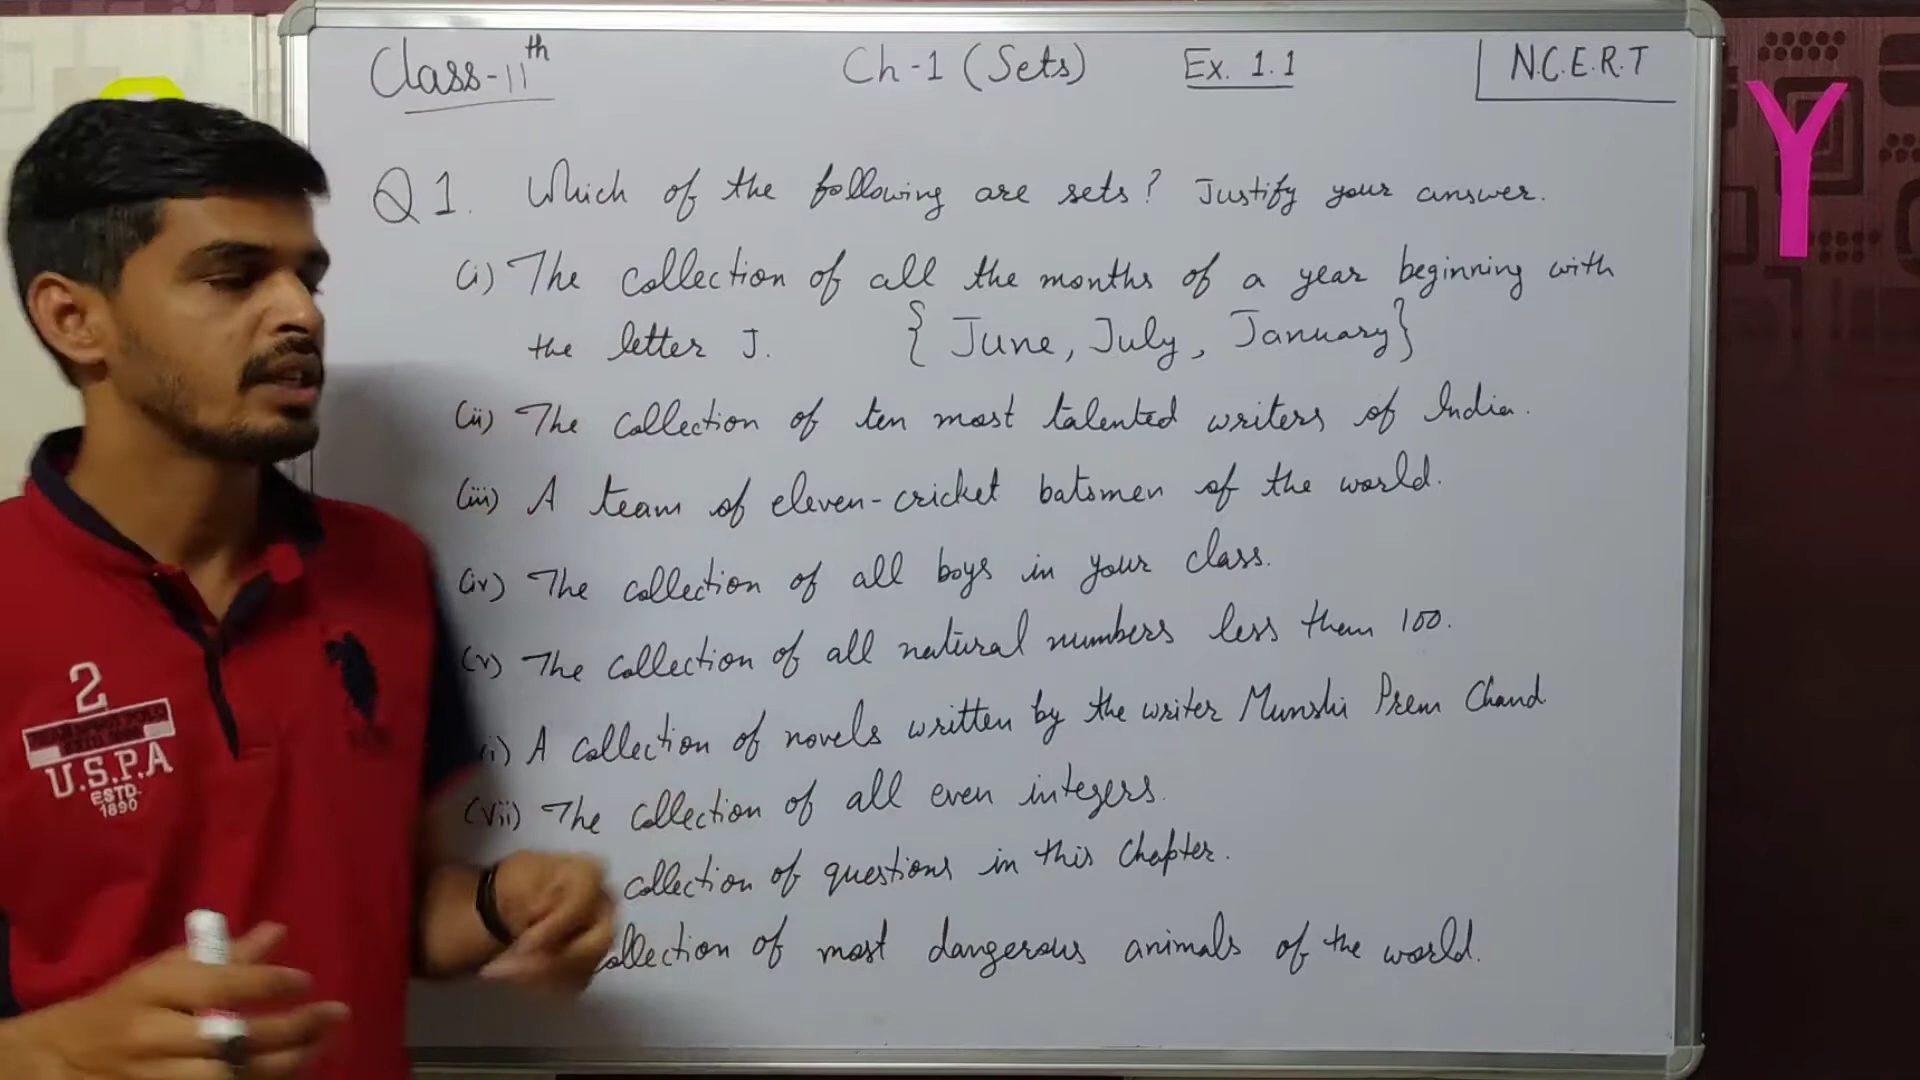 Class-11th Ch-1 (Sets) Ex. 1.1 N.C.E.R.T
Y
Q1. Which of the following are sets? Justify your answer.
(i) The collection of all the months of a year beginning with
the letter J. { June, July, January}
(ii) The collection of ten most talented writers of India.
(iii) A team of eleven-cricket batsmen of the world.
(iv) The collection of all boys in your class.
(v) The collection of all natural numbers less then 100.
i) A collection of novels written by the writer Munshi Prem Chand
(vii) The collection of all even integers.
collection of questions in this Chapter.
ollection of most dangerous animals of the world.
2
U.S.P.A
ESTD.
1890